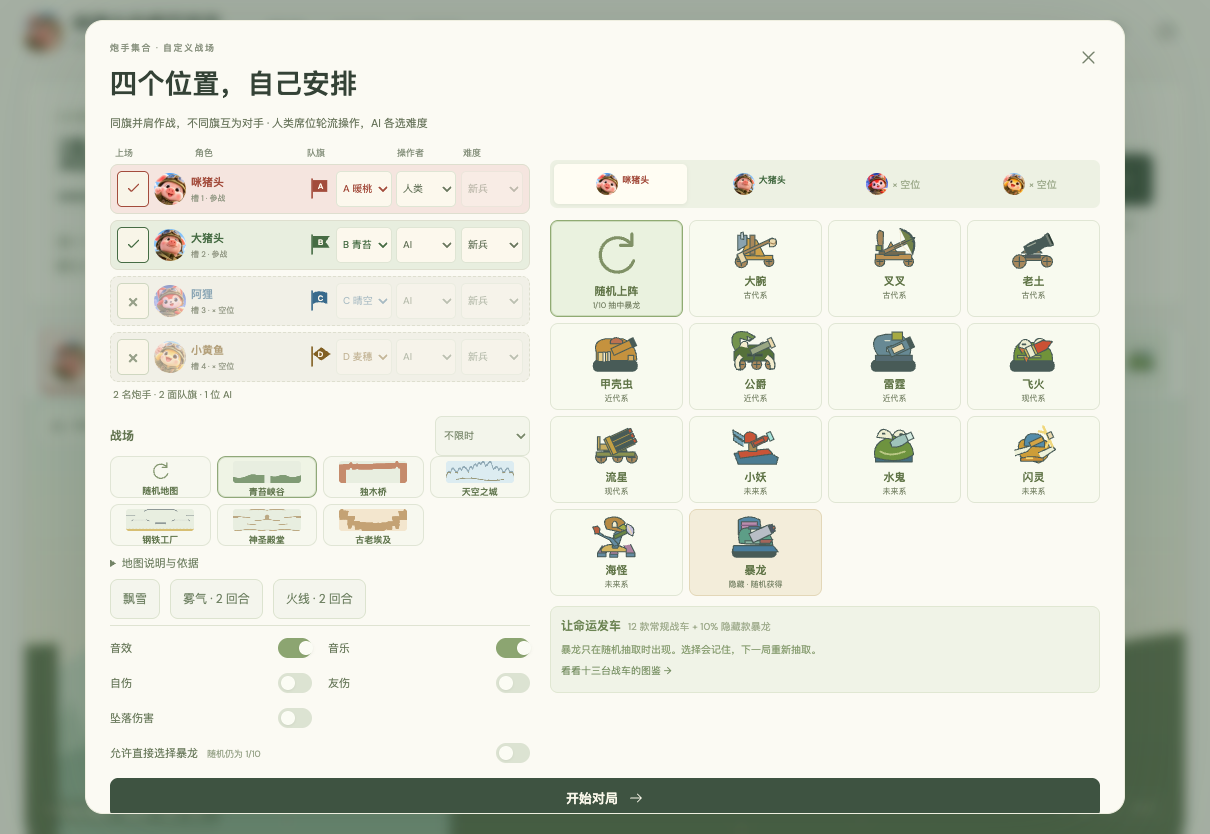 炮手集合 · 自定义战场
四个位置，自己安排
同旗并肩作战，不同旗互为对手 · 人类席位轮流操作，AI 各选难度
上场 角色 队旗 操作者 难度
咪猪头
槽 1 · 参战
A
A 暖桃
人类
新兵
大猪头
槽 2 · 参战
B
B 青苔
AI
新兵
阿狸
槽 3 · × 空位
C
C 晴空
AI
新兵
小黄鱼
槽 4 · × 空位
D
D 麦穗
AI
新兵
2 名炮手 · 2 面队旗 · 1 位 AI
战场
不限时
随机地图
青苔峡谷
独木桥
天空之城
钢铁工厂
神圣殿堂
古老埃及
地图说明与依据
飘雪
雾气 · 2 回合
火线 · 2 回合
音效
音乐
自伤
友伤
坠落伤害
允许直接选择暴龙 随机仍为 1/10
咪猪头
大猪头
× 空位
× 空位
随机上阵
1/10 抽中暴龙
大腕
古代系
叉叉
古代系
老土
古代系
甲壳虫
近代系
公爵
近代系
雷霆
近代系
飞火
现代系
流星
现代系
小妖
未来系
水鬼
未来系
闪灵
未来系
海怪
未来系
暴龙
隐藏 · 随机获得
让命运发车 12 款常规战车 + 10% 隐藏款暴龙
暴龙只在随机抽取时出现。选择会记住，下一局重新抽取。
看看十三台战车的图鉴 →
开始对局 →